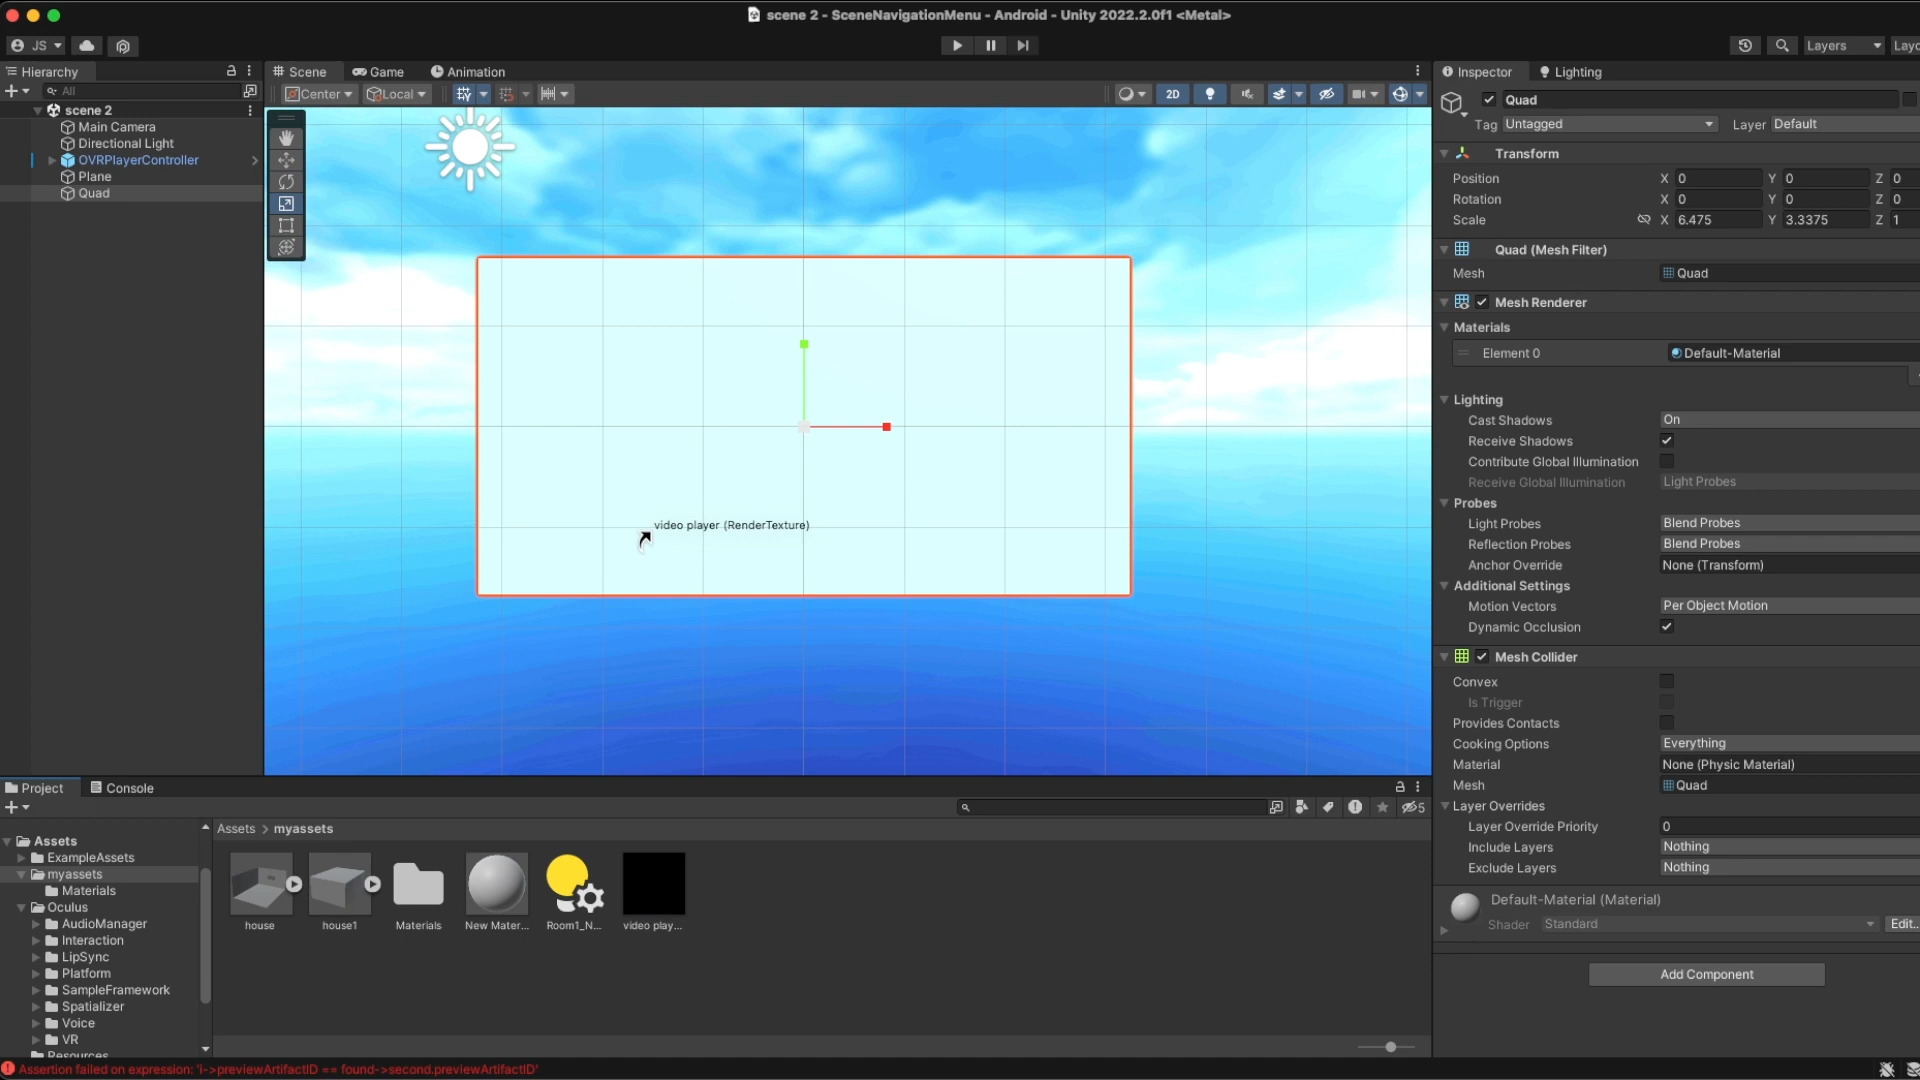 scene 2 - SceneNavigationMenu - Android - Unity 2022.2.0f1 <Metal>
JS
Layers
Hierarchy
All
scene 2
Main Camera
Directional Light
OVRPlayerController
Plane
Quad
Scene
Game
Animation
Center
Local
2D
video player (RenderTexture)
Inspector
Lighting
Quad
Tag Untagged Layer Default
Transform
Position X 0 Y 0 Z 0
Rotation X 0 Y 0 Z 0
Scale X 6.475 Y 3.3375 Z 1
Quad (Mesh Filter)
Mesh Quad
Mesh Renderer
Materials
Element 0 Default-Material
Lighting
Cast Shadows On
Receive Shadows
Contribute Global Illumination
Receive Global Illumination Light Probes
Probes
Light Probes Blend Probes
Reflection Probes Blend Probes
Anchor Override None (Transform)
Additional Settings
Motion Vectors Per Object Motion
Dynamic Occlusion
Mesh Collider
Convex
Is Trigger
Provides Contacts
Cooking Options Everything
Material None (Physic Material)
Mesh Quad
Layer Overrides
Layer Override Priority 0
Include Layers Nothing
Exclude Layers Nothing
Default-Material (Material)
Shader Standard Edit..
Add Component
Project
Console
5
Assets
ExampleAssets
myassets
Materials
Oculus
AudioManager
Interaction
LipSync
Platform
SampleFramework
Spatializer
Voice
VR
Resources
Assets > myassets
house
house1
Materials
New Mater...
Room1_N...
video play...
Assertion failed on expression: 'i->previewArtifactID == found->second.previewArtifactID'